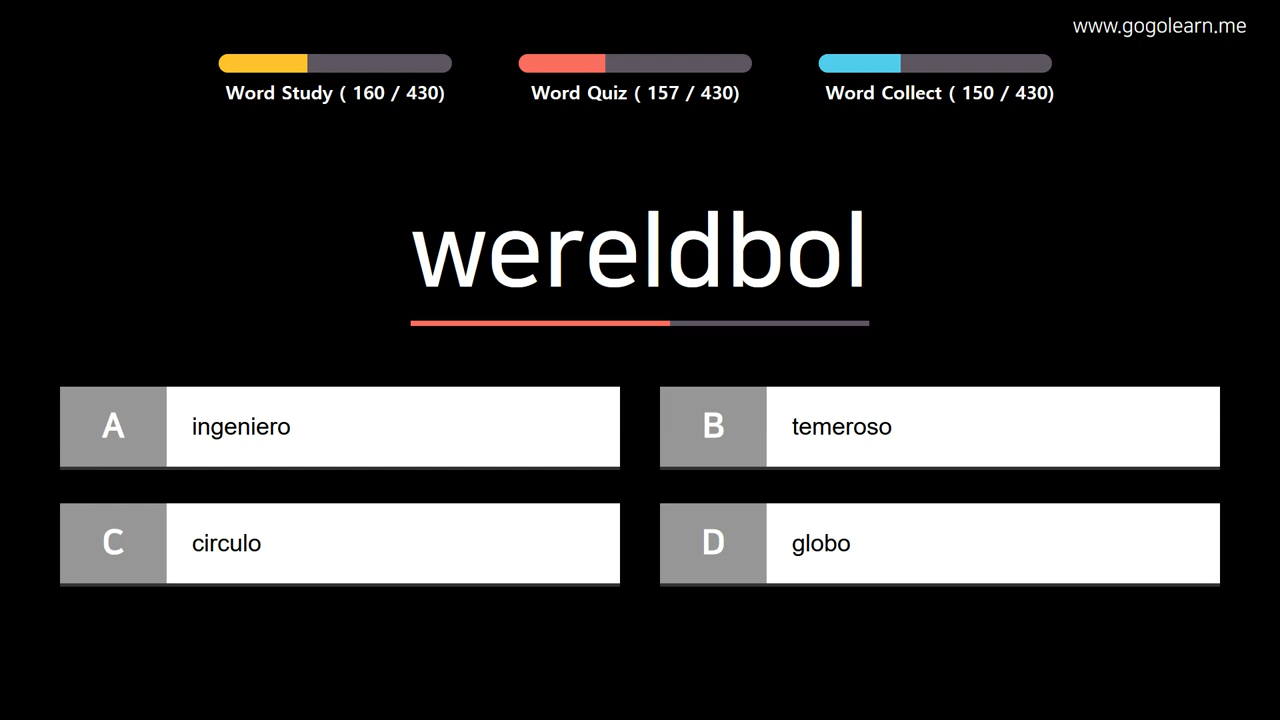 www.gogolearn.me
Word Study ( 160 / 430)
Word Quiz ( 157 / 430)
Word Collect ( 150 / 430)
wereldbol
A ingeniero
B temeroso
C circulo
D globo